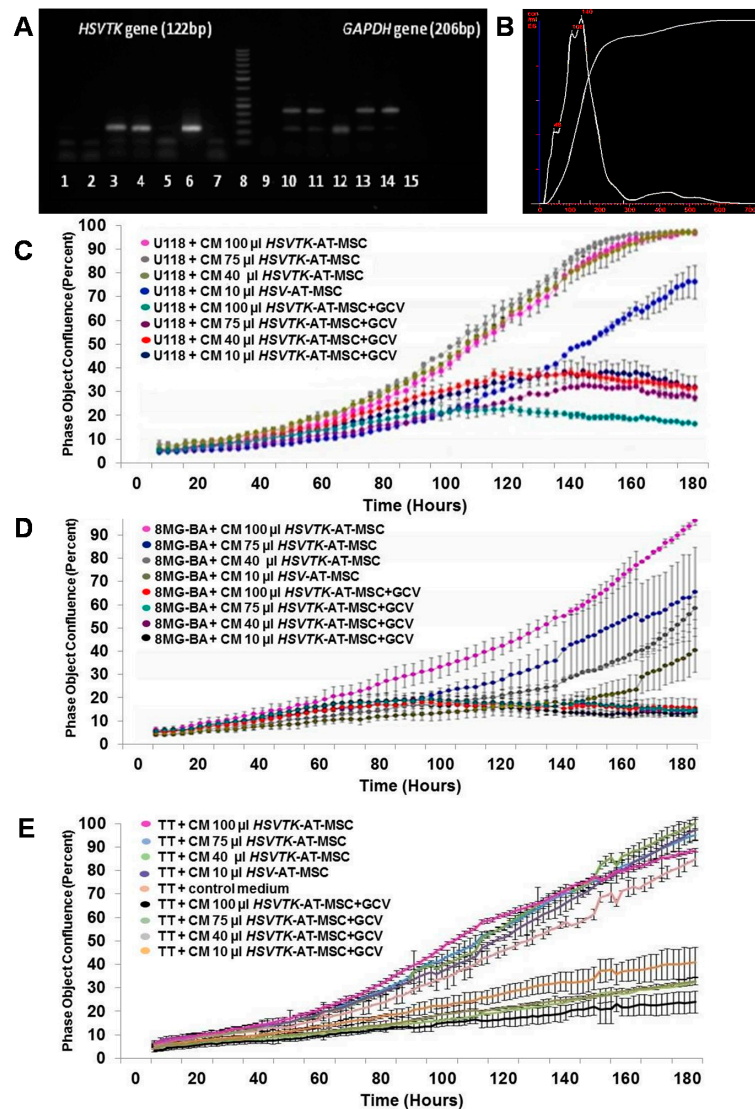 A
HSVTK gene (122bp)
GAPDH gene (206bp)
1 2 3 4 5 6 7 8 9 10 11 12 13 14 15
B
140
0 100 200 300 400 500 600 700
C
Phase Object Confluence (Percent)
100
90
80
70
60
50
40
30
20
10
0
U118 + CM 100 µl HSVTK-AT-MSC
U118 + CM 75 µl HSVTK-AT-MSC
U118 + CM 40 µl HSVTK-AT-MSC
U118 + CM 10 µl HSV-AT-MSC
U118 + CM 100 µl HSVTK-AT-MSC+GCV
U118 + CM 75 µl HSVTK-AT-MSC+GCV
U118 + CM 40 µl HSVTK-AT-MSC+GCV
U118 + CM 10 µl HSVTK-AT-MSC+GCV
0 20 40 60 80 100 120 140 160 180
Time (Hours)
D
Phase Object Confluence (Percent)
90
80
70
60
50
40
30
20
10
0
8MG-BA + CM 100 µl HSVTK-AT-MSC
8MG-BA + CM 75 µl HSVTK-AT-MSC
8MG-BA + CM 40 µl HSVTK-AT-MSC
8MG-BA + CM 10 µl HSV-AT-MSC
8MG-BA + CM 100 µl HSVTK-AT-MSC+GCV
8MG-BA + CM 75 µl HSVTK-AT-MSC+GCV
8MG-BA + CM 40 µl HSVTK-AT-MSC+GCV
8MG-BA + CM 10 µl HSVTK-AT-MSC+GCV
0 20 40 60 80 100 120 140 160 180
Time (Hours)
E
Phase Object Confluence (Percent)
100
90
80
70
60
50
40
30
20
10
0
TT + CM 100 µl HSVTK-AT-MSC
TT + CM 75 µl HSVTK-AT-MSC
TT + CM 40 µl HSVTK-AT-MSC
TT + CM 10 µl HSV-AT-MSC
TT + control medium
TT + CM 100 µl HSVTK-AT-MSC+GCV
TT + CM 75 µl HSVTK-AT-MSC+GCV
TT + CM 40 µl HSVTK-AT-MSC+GCV
TT + CM 10 µl HSVTK-AT-MSC+GCV
0 20 40 60 80 100 120 140 160 180
Time (Hours)